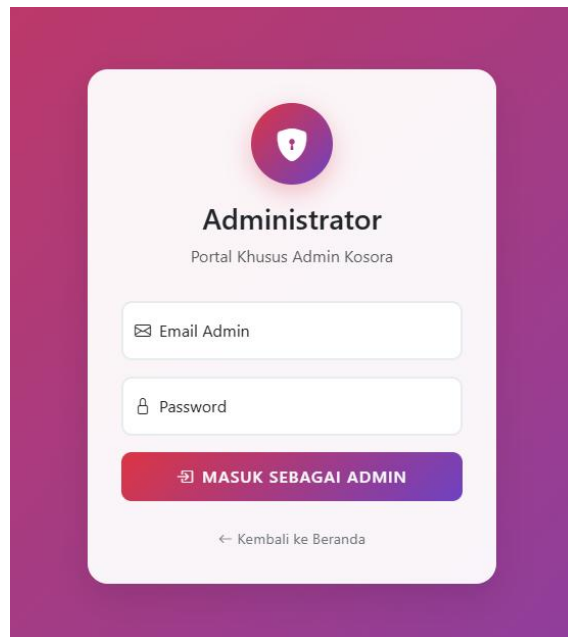 Administrator
Portal Khusus Admin Kosora
Email Admin
Password
MASUK SEBAGAI ADMIN
← Kembali ke Beranda